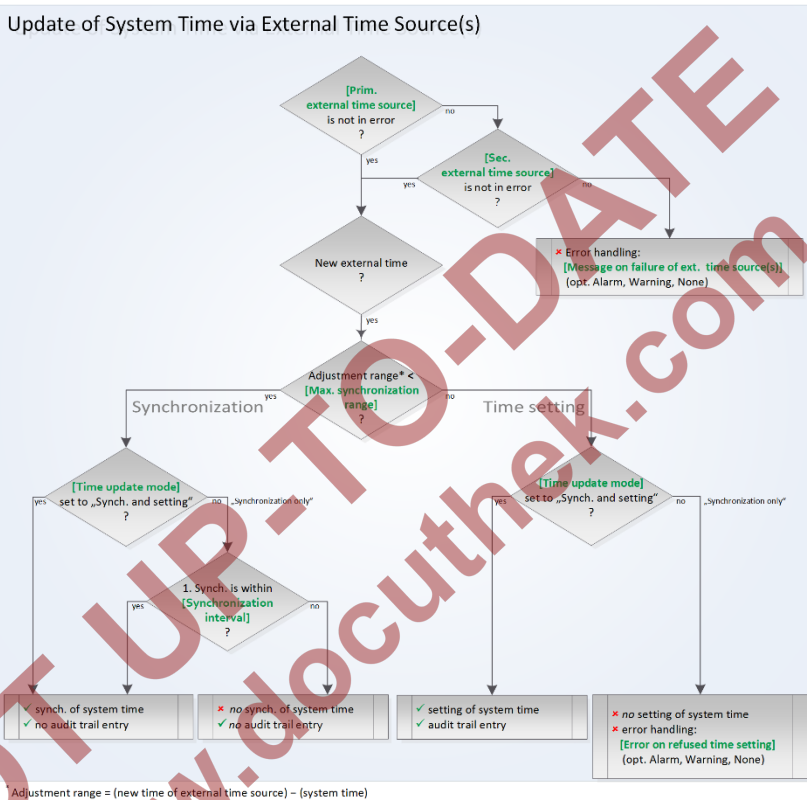 Update of System Time via External Time Source(s)
[Prim.
external time source]
is not in error
?
no
yes
[Sec.
external time source]
is not in error
?
yes
no
New external time
?
yes
× Error handling:
[Message on failure of ext. time source(s)]
(opt. Alarm, Warning, None)
Adjustment range* <
[Max. synchronization
range]
?
yes
no
Synchronization
Time setting
[Time update mode]
set to „Synch. and setting“
?
yes
no
„Synchronization only“
[Time update mode]
set to „Synch. and setting“
?
yes
no
„Synchronization only“
1. Synch. is within
[Synchronization
interval]
?
yes
no
✓ synch. of system time
✓ no audit trail entry
× no synch. of system time
✓ no audit trail entry
✓ setting of system time
✓ audit trail entry
× no setting of system time
× error handling:
[Error on refused time setting]
(opt. Alarm, Warning, None)
* Adjustment range = (new time of external time source) – (system time)
OT UP-TO-DATE
w.docuthek.com